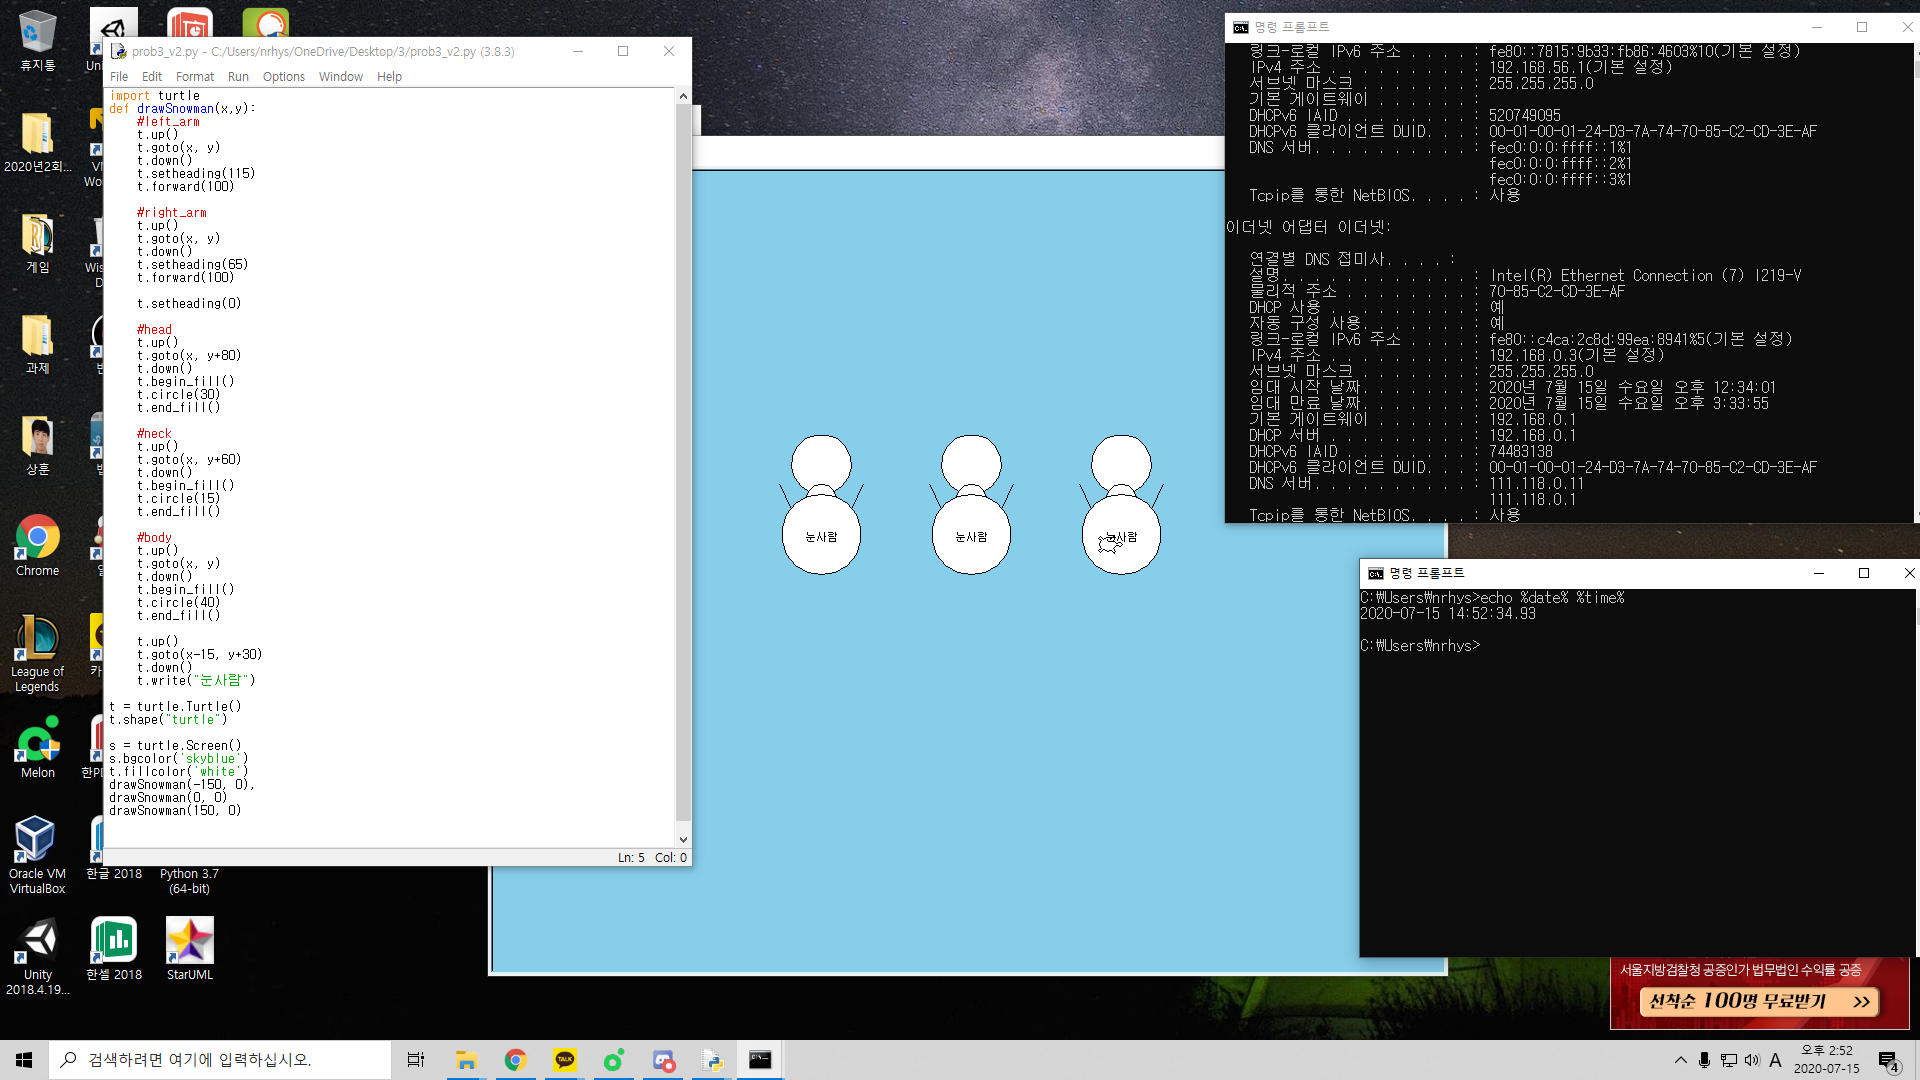 휴지통
2020년2회...
게임
과제
상훈
Chrome
League of
Legends
Melon
Oracle VM
VirtualBox
한글 2018
Python 3.7
(64-bit)
Unity
2018.4.19...
한셀 2018
StarUML
prob3_v2.py - C:/Users/nrhys/OneDrive/Desktop/3/prob3_v2.py (3.8.3)
File Edit Format Run Options Window Help
import turtle
def drawSnowman(x,y):
#left_arm
t.up()
t.goto(x, y)
t.down()
t.setheading(115)
t.forward(100)
#right_arm
t.up()
t.goto(x, y)
t.down()
t.setheading(65)
t.forward(100)
t.setheading(0)
#head
t.up()
t.goto(x, y+80)
t.down()
t.begin_fill()
t.circle(30)
t.end_fill()
#neck
t.up()
t.goto(x, y+60)
t.down()
t.begin_fill()
t.circle(15)
t.end_fill()
#body
t.up()
t.goto(x, y)
t.down()
t.begin_fill()
t.circle(40)
t.end_fill()
t.up()
t.goto(x-15, y+30)
t.down()
t.write("눈사람")
t = turtle.Turtle()
t.shape("turtle")
s = turtle.Screen()
s.bgcolor('skyblue')
t.fillcolor('white')
drawSnowman(-150, 0),
drawSnowman(0, 0)
drawSnowman(150, 0)
Ln: 5 Col: 0
눈사람
눈사람
눈사람
명령 프롬프트
링크-로컬 IPv6 주소 . . . . : fe80::7815:9b33:fb86:4603%10(기본 설정)
IPv4 주소 . . . . . . . . . : 192.168.56.1(기본 설정)
서브넷 마스크 . . . . . . . : 255.255.255.0
기본 게이트웨이 . . . . . . :
DHCPv6 IAID . . . . . . . . : 520749095
DHCPv6 클라이언트 DUID. . . : 00-01-00-01-24-D3-7A-74-70-85-C2-CD-3E-AF
DNS 서버. . . . . . . . . . : fec0:0:0:ffff::1%1
fec0:0:0:ffff::2%1
fec0:0:0:ffff::3%1
Tcpip를 통한 NetBIOS. . . . : 사용
이더넷 어댑터 이더넷:
연결별 DNS 접미사. . . . :
설명. . . . . . . . . . . . : Intel(R) Ethernet Connection (7) I219-V
물리적 주소 . . . . . . . . : 70-85-C2-CD-3E-AF
DHCP 사용 . . . . . . . . . : 예
자동 구성 사용. . . . . . . : 예
링크-로컬 IPv6 주소 . . . . : fe80::c4ca:2c8d:99ea:8941%5(기본 설정)
IPv4 주소 . . . . . . . . . : 192.168.0.3(기본 설정)
서브넷 마스크 . . . . . . . : 255.255.255.0
임대 시작 날짜. . . . . . . : 2020년 7월 15일 수요일 오후 12:34:01
임대 만료 날짜. . . . . . . : 2020년 7월 15일 수요일 오후 3:33:55
기본 게이트웨이 . . . . . . : 192.168.0.1
DHCP 서버 . . . . . . . . . : 192.168.0.1
DHCPv6 IAID . . . . . . . . : 74483138
DHCPv6 클라이언트 DUID. . . : 00-01-00-01-24-D3-7A-74-70-85-C2-CD-3E-AF
DNS 서버. . . . . . . . . . : 111.118.0.11
111.118.0.1
Tcpip를 통한 NetBIOS. . . . : 사용
명령 프롬프트
C:₩Users₩nrhys>echo %date% %time%
2020-07-15 14:52:34.93
C:₩Users₩nrhys>
서울지방검찰청 공증인가 법무법인 수익률 공증
선착순 100명 무료받기 >>
검색하려면 여기에 입력하십시오.
TALK
A
오후 2:52
2020-07-15
4